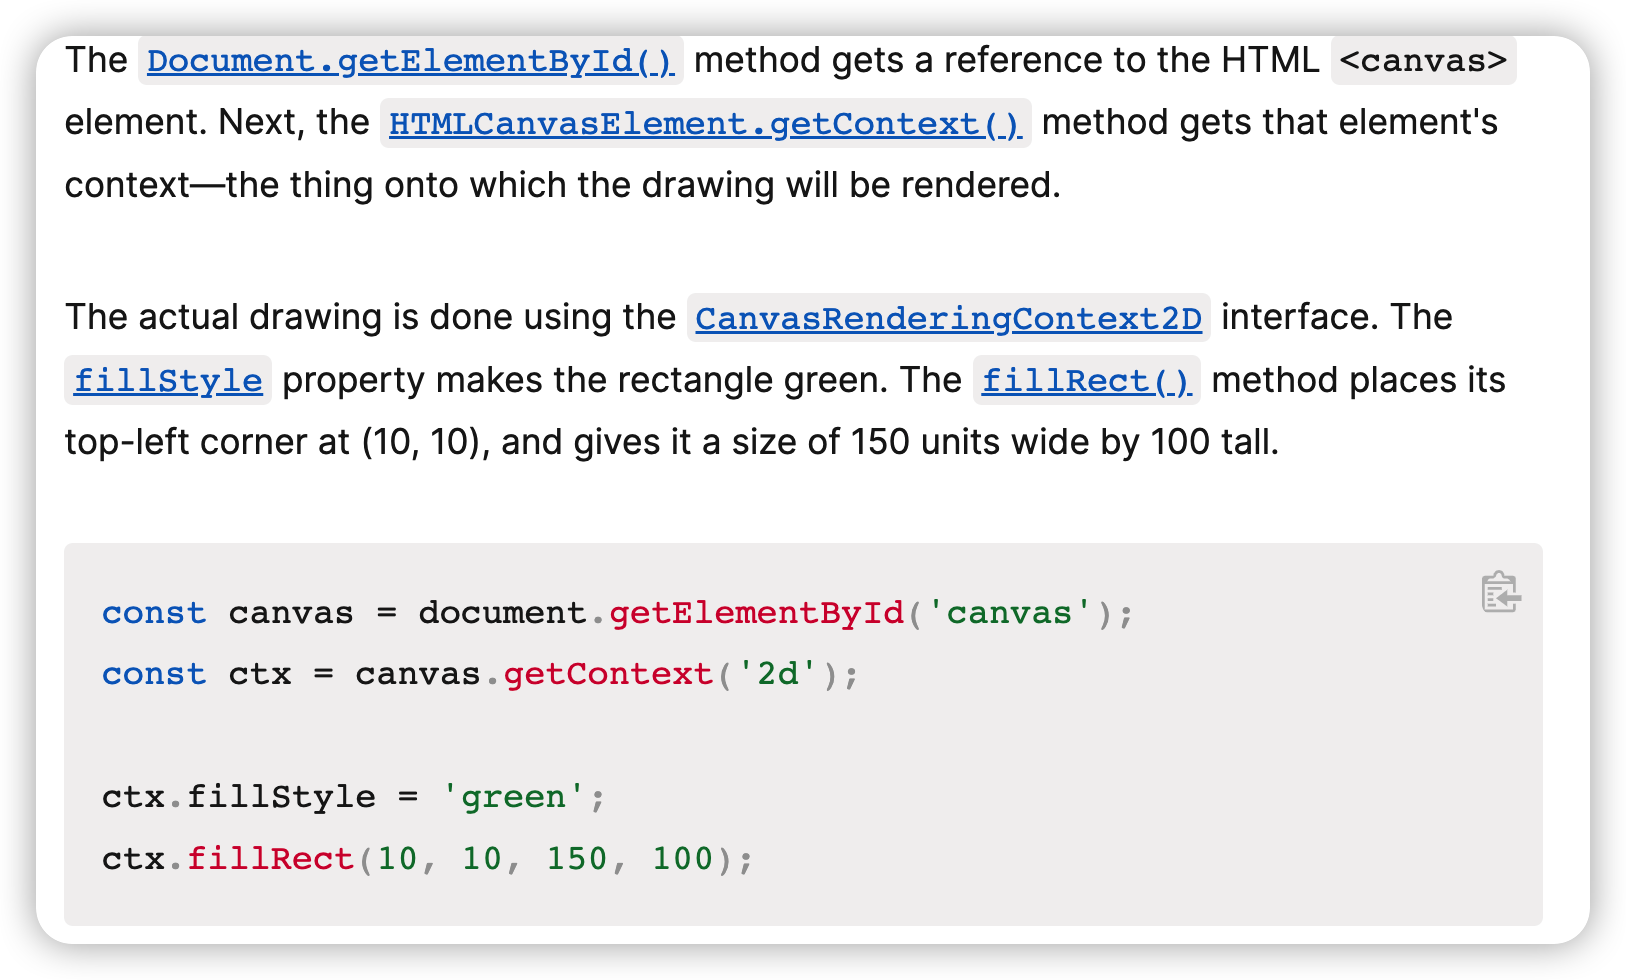 The Document.getElementById() method gets a reference to the HTML <canvas>
element. Next, the HTMLCanvasElement.getContext() method gets that element's
context—the thing onto which the drawing will be rendered.
The actual drawing is done using the CanvasRenderingContext2D interface. The
fillStyle property makes the rectangle green. The fillRect() method places its
top-left corner at (10, 10), and gives it a size of 150 units wide by 100 tall.
const canvas = document.getElementById('canvas');
const ctx = canvas.getContext('2d');
ctx.fillStyle = 'green';
ctx.fillRect(10, 10, 150, 100);